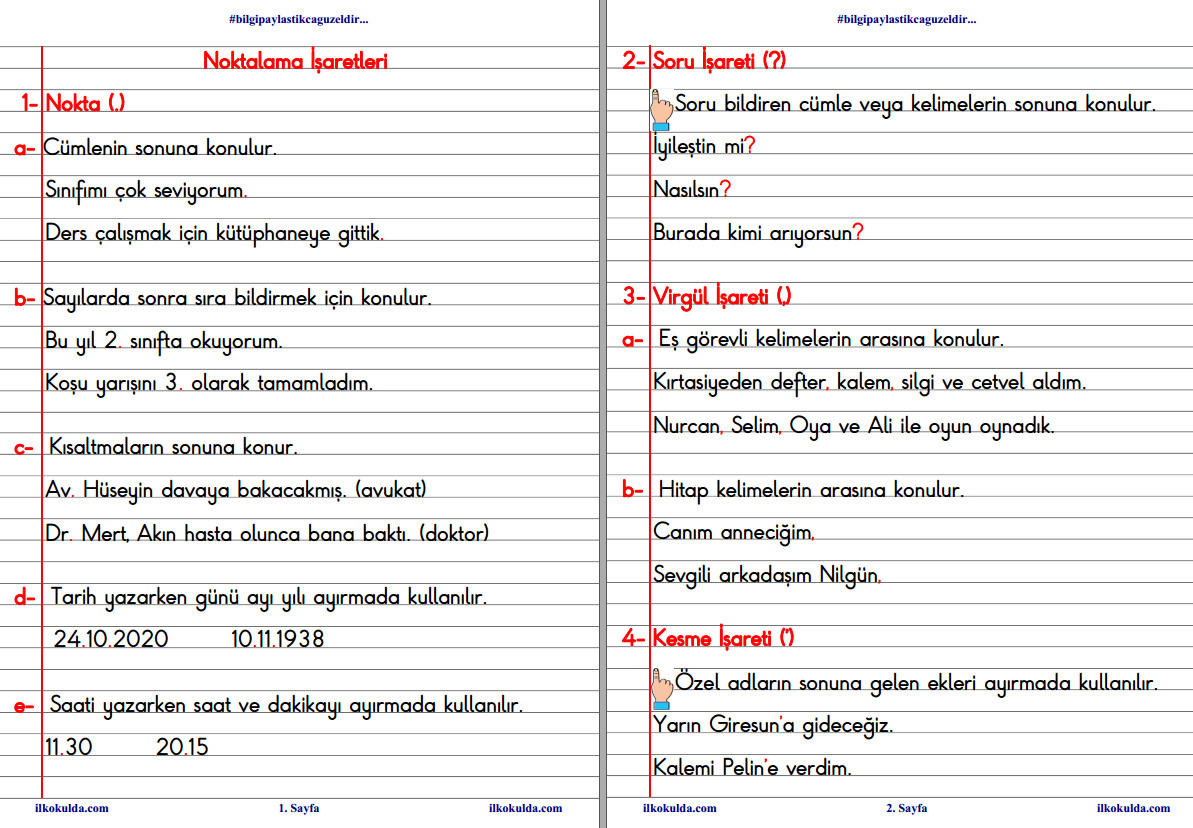 #bilgipaylastikcaguzeldir...
Noktalama İşaretleri
1- Nokta (.)
a- Cümlenin sonuna konulur.
Sınıfımı çok seviyorum.
Ders çalışmak için kütüphaneye gittik.
b- Sayılarda sonra sıra bildirmek için konulur.
Bu yıl 2. sınıfta okuyorum.
Koşu yarışını 3. olarak tamamladım.
c- Kısaltmaların sonuna konur.
Av. Hüseyin davaya bakacakmış. (avukat)
Dr. Mert, Akın hasta olunca bana baktı. (doktor)
d- Tarih yazarken günü ayı yılı ayırmada kullanılır.
24.10.2020 10.11.1938
e- Saati yazarken saat ve dakikayı ayırmada kullanılır.
11.30 20.15
ilkokulda.com 1. Sayfa ilkokulda.com
#bilgipaylastikcaguzeldir...
2- Soru İşareti (?)
Soru bildiren cümle veya kelimelerin sonuna konulur.
İyileştin mi?
Nasılsın?
Burada kimi arıyorsun?
3- Virgül İşareti (,)
a- Eş görevli kelimelerin arasına konulur.
Kırtasiyeden defter, kalem, silgi ve cetvel aldım.
Nurcan, Selim, Oya ve Ali ile oyun oynadık.
b- Hitap kelimelerin arasına konulur.
Canım anneciğim,
Sevgili arkadaşım Nilgün,
4- Kesme İşareti (')
Özel adların sonuna gelen ekleri ayırmada kullanılır.
Yarın Giresun'a gideceğiz.
Kalemi Pelin'e verdim.
ilkokulda.com 2. Sayfa ilkokulda.com